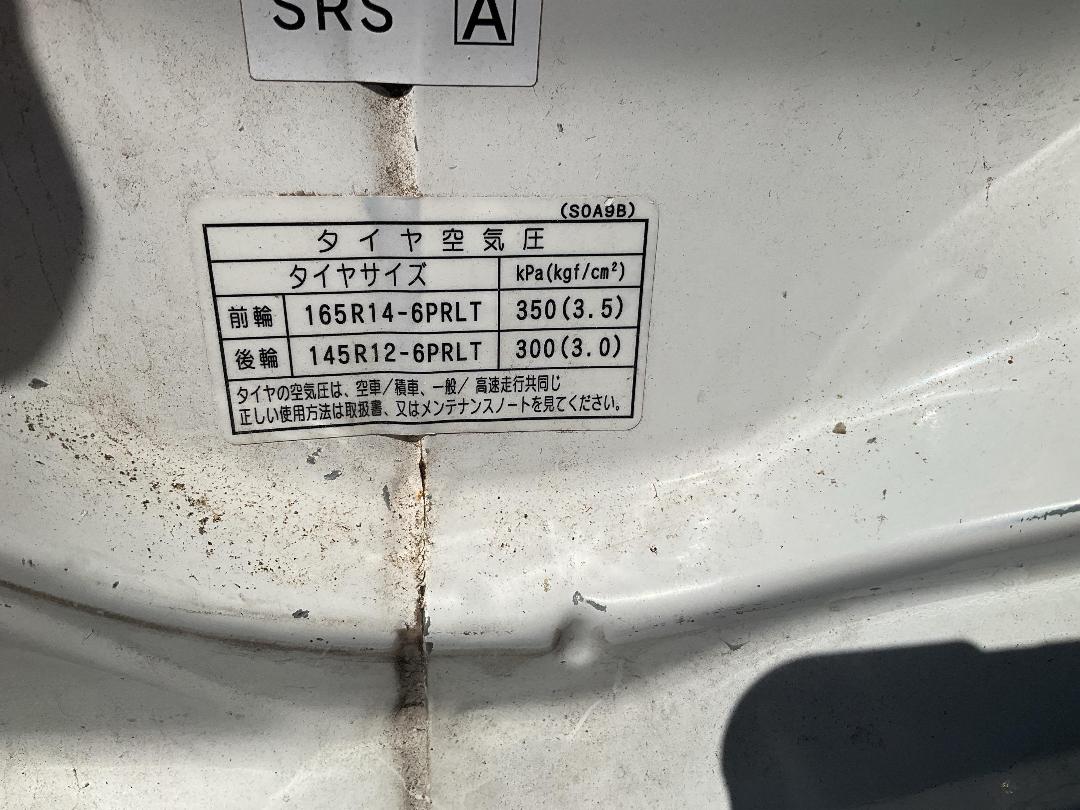 SRS A
(S0A9B)
タイヤ空気圧
タイヤサイズ kPa(kgf/cm²)
前輪 165R14-6PRLT 350(3.5)
後輪 145R12-6PRLT 300(3.0)
タイヤの空気圧は、空車/積車、一般/高速走行共同じ
正しい使用方法は取扱書、又はメンテナンスノートを見てください。